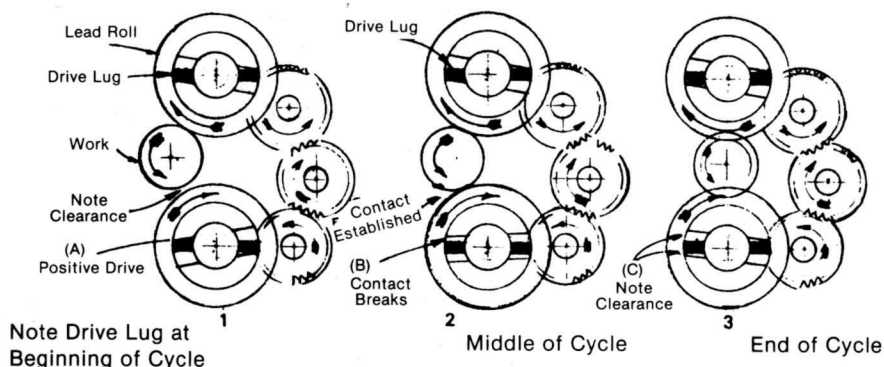 Lead Roll
Drive Lug
Work
Note
Clearance
(A)
Positive Drive
1
Note Drive Lug at
Beginning of Cycle
Drive Lug
Contact
Established
(B)
Contact
Breaks
2
Middle of Cycle
(C)
Note
Clearance
3
End of Cycle